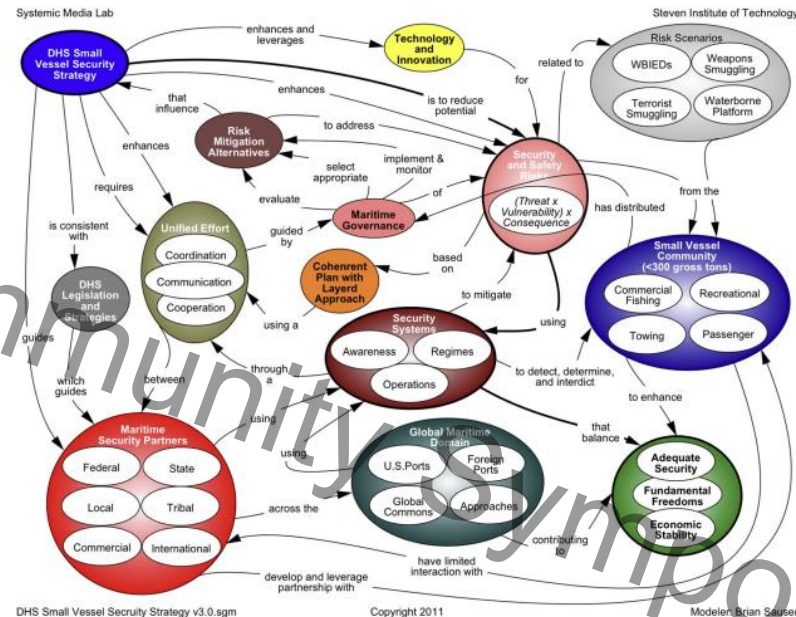 Systemic Media Lab
Steven Institute of Technology
DHS Small
Vessel Security
Strategy
enhances and
leverages
Technology
and
Innovation
for
related to
Risk Scenarios
WBIEDs
Weapons
Smuggling
Terrorist
Smuggling
Waterborne
Platform
that
influence
enhances
is to reduce
potential
Risk
Mitigation
Alternatives
to address
enhances
requires
select
appropriate
implement &
monitor
evaluate
of
Security
and Safety
Risks
(Threat x
Vulnerability) x
Consequence
from the
has distributed
Maritime
Governance
guided
by
Unified Effort
Coordination
Communication
Cooperation
is consistent
with
DHS
Legislation
and
Strategies
Cohenrent
Plan with
Layerd
Approach
based
on
using a
Small Vessel
Community
(<300 gross tons)
Commercial
Fishing
Recreational
Towing
Passenger
to mitigate
using
Security
Systems
Awareness
Regimes
Operations
to detect, determine,
and interdict
guides
which
guides
between
through
a
to enhance
that
balance
Maritime
Security Partners
Federal
State
Local
Tribal
Commercial
International
using
using
across the
Global Maritime
Domain
U.S.Ports
Foreign
Ports
Global
Commons
Approaches
Adequate
Security
Fundamental
Freedoms
Economic
Stability
contributing
to
have limited
interaction with
develop and leverage
partnership with
DHS Small Vessel Secruity Strategy v3.0.sgm
Copyright 2011
Modeler: Brian Sauser
mmunity Sympo